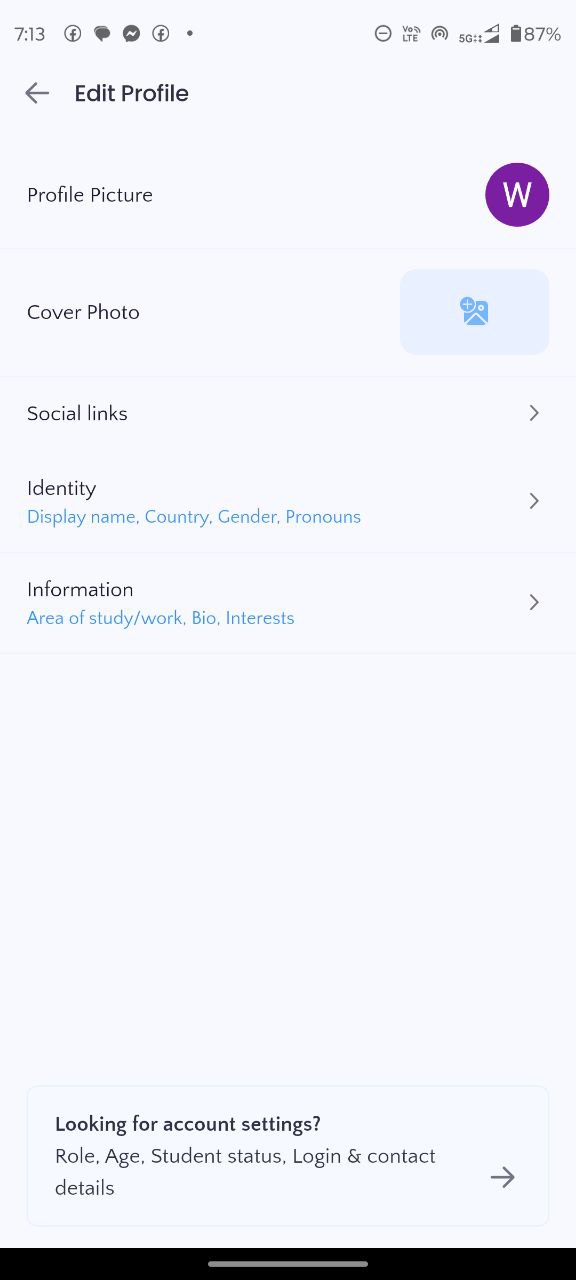 7:13
Vo
LTE
5G
87%
Edit Profile
Profile Picture
W
Cover Photo
Social links
Identity
Display name, Country, Gender, Pronouns
Information
Area of study/work, Bio, Interests
Looking for account settings?
Role, Age, Student status, Login & contact
details